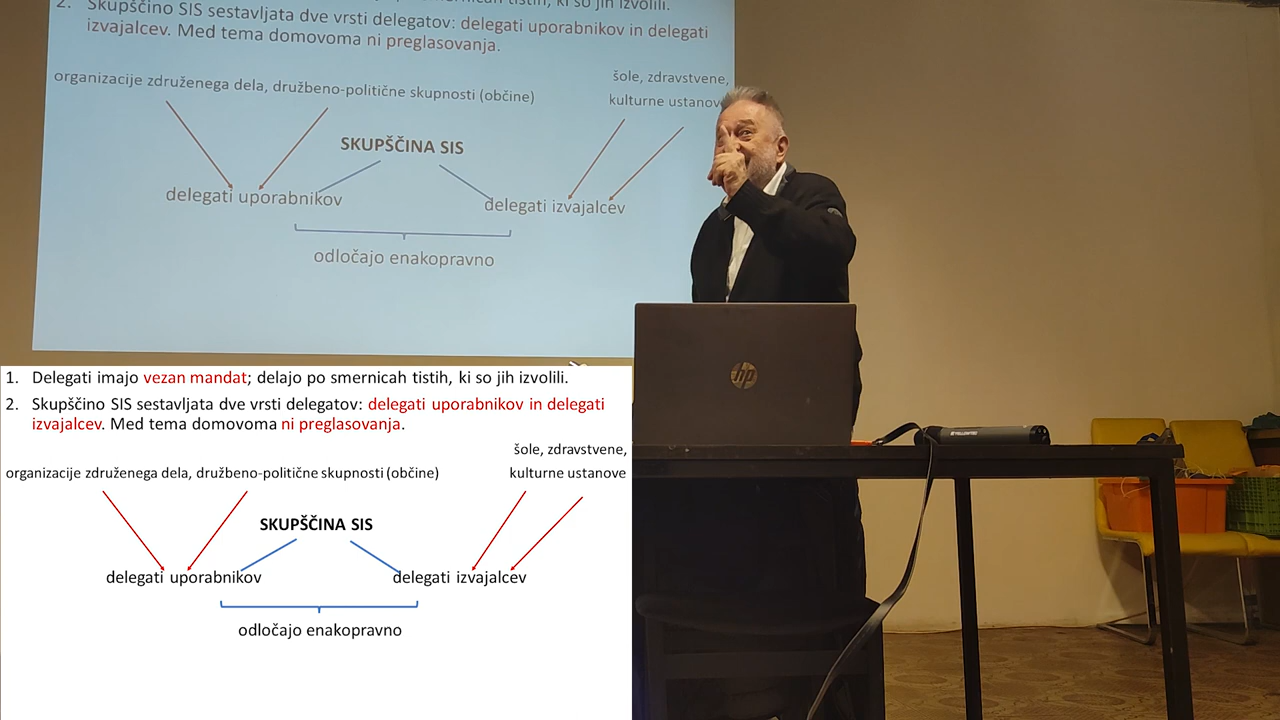 2. Skupščino SIS sestavljata dve vrsti delegatov: delegati uporabnikov in delegati
izvajalcev. Med tema domovoma ni preglasovanja.
šole, zdravstvene,
organizacije združenega dela, družbeno-politične skupnosti (občine)
kulturne ustanove
SKUPŠČINA SIS
delegati uporabnikov
delegati izvajalcev
odločajo enakopravno
hp
1. Delegati imajo vezan mandat; delajo po smernicah tistih, ki so jih izvolili.
2. Skupščino SIS sestavljata dve vrsti delegatov: delegati uporabnikov in delegati
izvajalcev. Med tema domovoma ni preglasovanja.
šole, zdravstvene,
organizacije združenega dela, družbeno-politične skupnosti (občine)
kulturne ustanove
SKUPŠČINA SIS
delegati uporabnikov
delegati izvajalcev
odločajo enakopravno